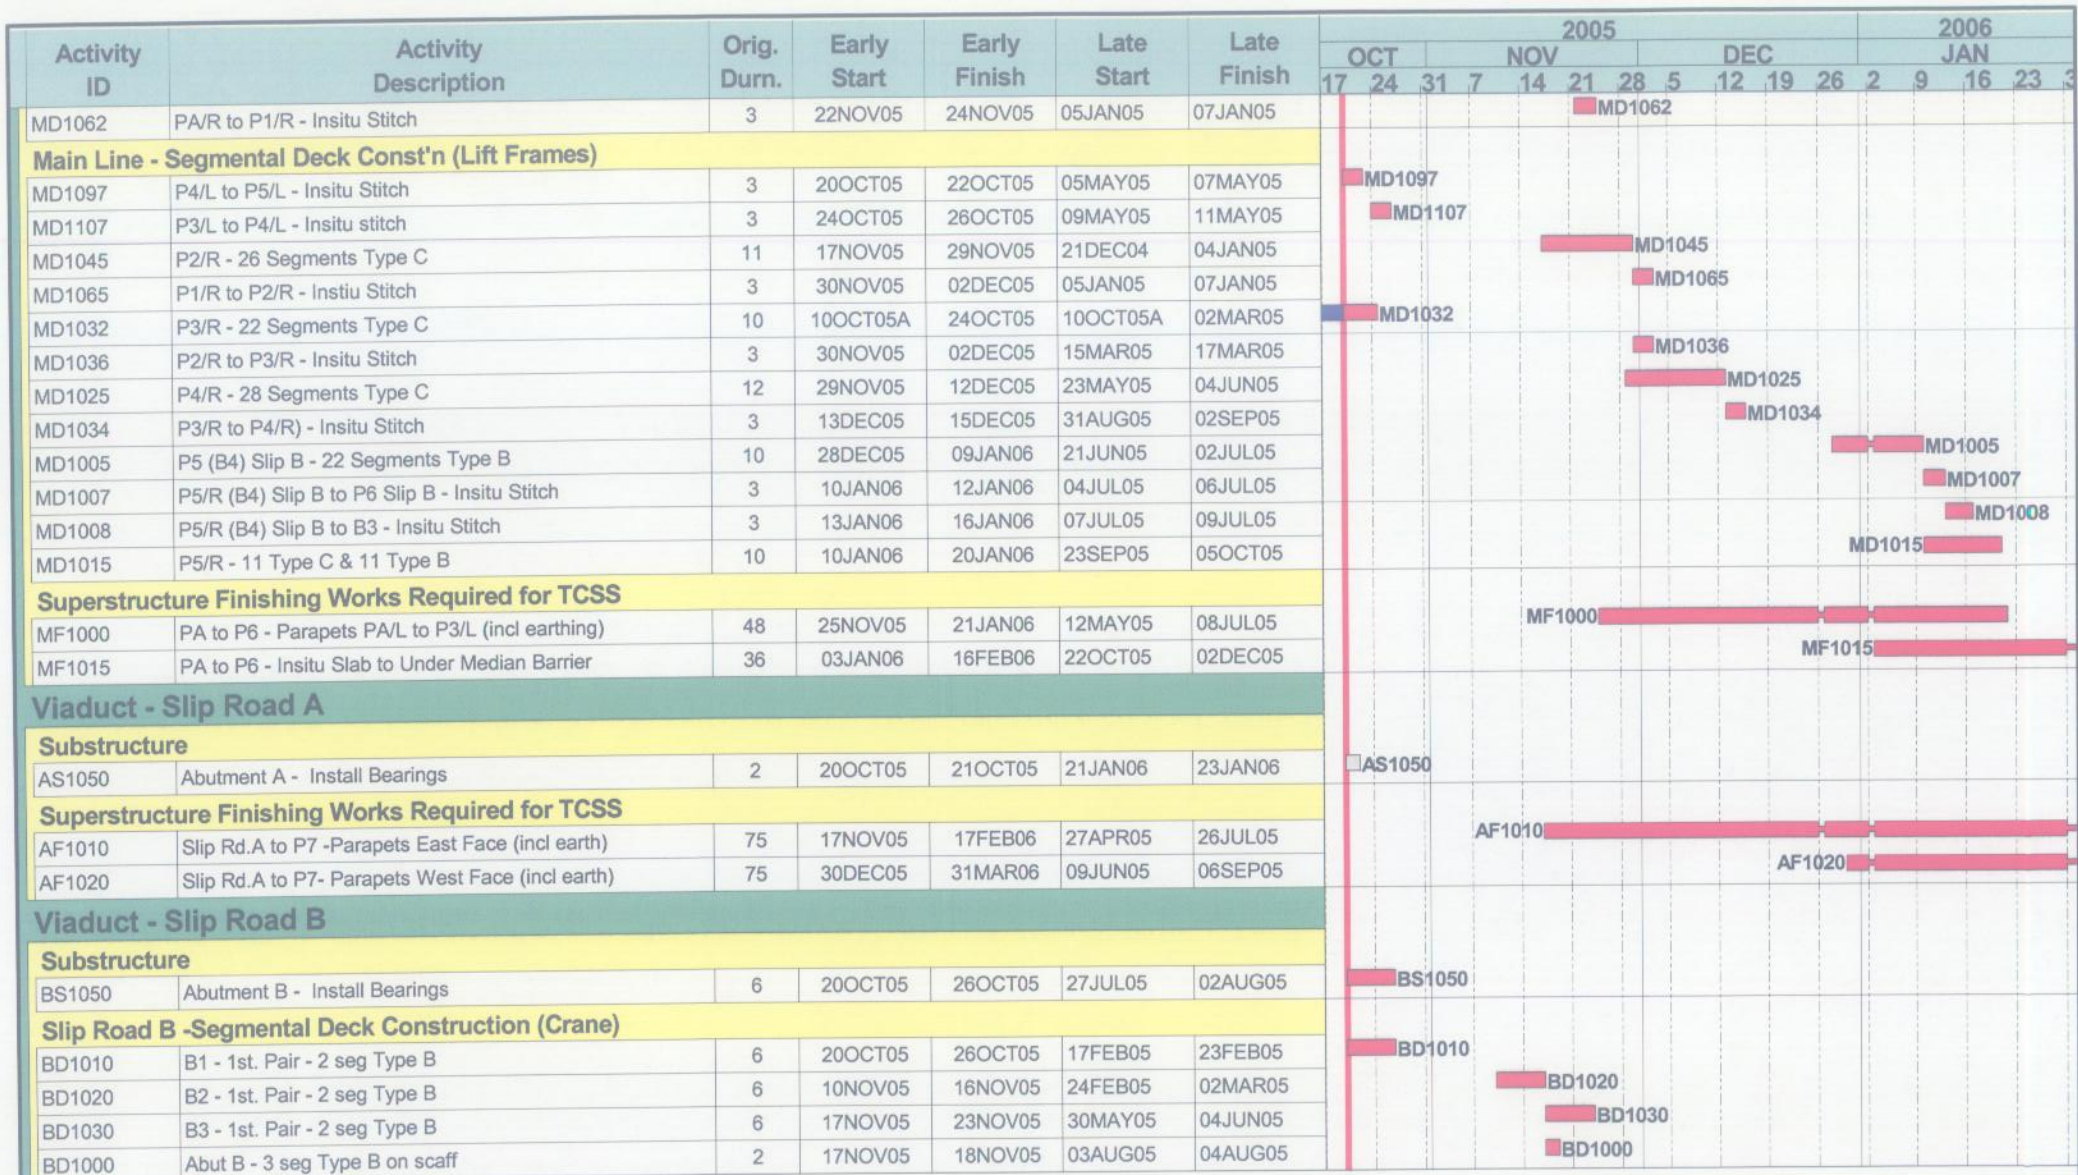 Activity ID Activity Description Orig. Durn. Early Start Early Finish Late Start Late Finish
2005 2006
OCT NOV DEC JAN
17 24 31 7 14 21 28 5 12 19 26 2 9 16 23
MD1062 PA/R to P1/R - Insitu Stitch 3 22NOV05 24NOV05 05JAN05 07JAN05 MD1062
Main Line - Segmental Deck Const'n (Lift Frames)
MD1097 P4/L to P5/L - Insitu Stitch 3 20OCT05 22OCT05 05MAY05 07MAY05 MD1097
MD1107 P3/L to P4/L - Insitu stitch 3 24OCT05 26OCT05 09MAY05 11MAY05 MD1107
MD1045 P2/R - 26 Segments Type C 11 17NOV05 29NOV05 21DEC04 04JAN05 MD1045
MD1065 P1/R to P2/R - Instiu Stitch 3 30NOV05 02DEC05 05JAN05 07JAN05 MD1065
MD1032 P3/R - 22 Segments Type C 10 10OCT05A 24OCT05 10OCT05A 02MAR05 MD1032
MD1036 P2/R to P3/R - Insitu Stitch 3 30NOV05 02DEC05 15MAR05 17MAR05 MD1036
MD1025 P4/R - 28 Segments Type C 12 29NOV05 12DEC05 23MAY05 04JUN05 MD1025
MD1034 P3/R to P4/R) - Insitu Stitch 3 13DEC05 15DEC05 31AUG05 02SEP05 MD1034
MD1005 P5 (B4) Slip B - 22 Segments Type B 10 28DEC05 09JAN06 21JUN05 02JUL05 MD1005
MD1007 P5/R (B4) Slip B to P6 Slip B - Insitu Stitch 3 10JAN06 12JAN06 04JUL05 06JUL05 MD1007
MD1008 P5/R (B4) Slip B to B3 - Insitu Stitch 3 13JAN06 16JAN06 07JUL05 09JUL05 MD1008
MD1015 P5/R - 11 Type C & 11 Type B 10 10JAN06 20JAN06 23SEP05 05OCT05 MD1015
Superstructure Finishing Works Required for TCSS
MF1000 PA to P6 - Parapets PA/L to P3/L (incl earthing) 48 25NOV05 21JAN06 12MAY05 08JUL05 MF1000
MF1015 PA to P6 - Insitu Slab to Under Median Barrier 36 03JAN06 16FEB06 22OCT05 02DEC05 MF1015
Viaduct - Slip Road A
Substructure
AS1050 Abutment A - Install Bearings 2 20OCT05 21OCT05 21JAN06 23JAN06 AS1050
Superstructure Finishing Works Required for TCSS
AF1010 Slip Rd.A to P7 -Parapets East Face (incl earth) 75 17NOV05 17FEB06 27APR05 26JUL05 AF1010
AF1020 Slip Rd.A to P7- Parapets West Face (incl earth) 75 30DEC05 31MAR06 09JUN05 06SEP05 AF1020
Viaduct - Slip Road B
Substructure
BS1050 Abutment B - Install Bearings 6 20OCT05 26OCT05 27JUL05 02AUG05 BS1050
Slip Road B -Segmental Deck Construction (Crane)
BD1010 B1 - 1st. Pair - 2 seg Type B 6 20OCT05 26OCT05 17FEB05 23FEB05 BD1010
BD1020 B2 - 1st. Pair - 2 seg Type B 6 10NOV05 16NOV05 24FEB05 02MAR05 BD1020
BD1030 B3 - 1st. Pair - 2 seg Type B 6 17NOV05 23NOV05 30MAY05 04JUN05 BD1030
BD1000 Abut B - 3 seg Type B on scaff 2 17NOV05 18NOV05 03AUG05 04AUG05 BD1000